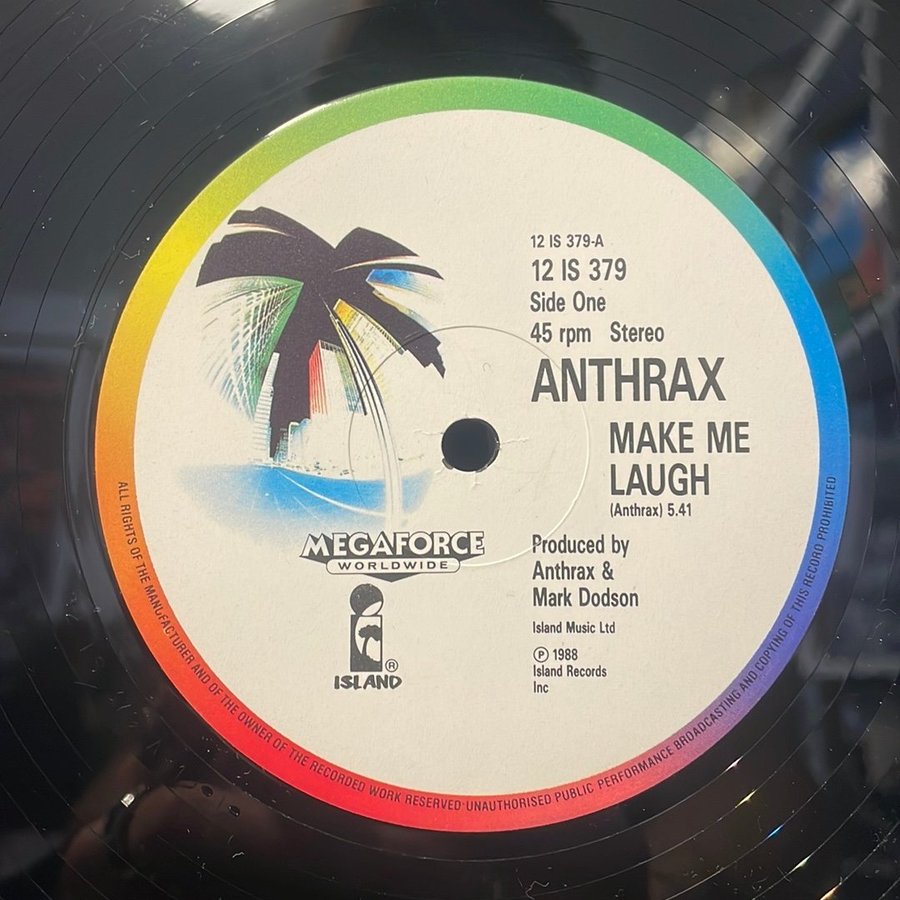 12 IS 379-A
12 IS 379
Side One
45 rpm Stereo
ANTHRAX
MAKE ME
LAUGH
(Anthrax) 5.41
Produced by
Anthrax &
Mark Dodson
Island Music Ltd
℗ 1988
Island Records
Inc
MEGAFORCE
WORLDWIDE
®
ISLAND
ALL RIGHTS OF THE MANUFACTURER AND OF THE OWNER OF THE RECORDED WORK RESERVED UNAUTHORISED PUBLIC PERFORMANCE BROADCASTING AND COPYING OF THIS RECORD PROHIBITED